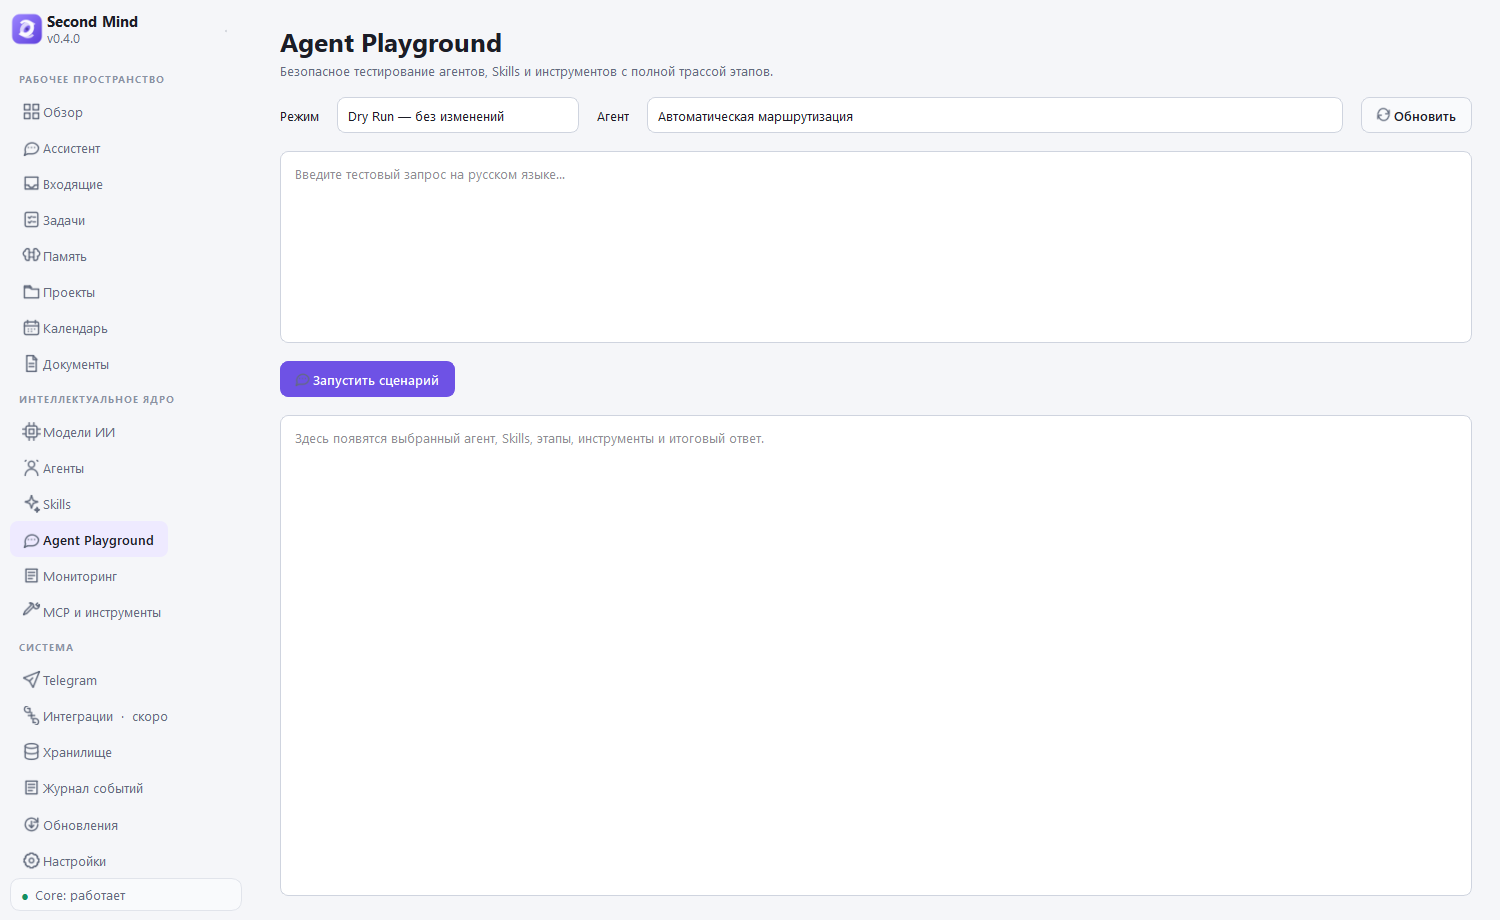 Second Mind
v0.4.0
РАБОЧЕЕ ПРОСТРАНСТВО
Обзор
Ассистент
Входящие
Задачи
Память
Проекты
Календарь
Документы
ИНТЕЛЛЕКТУАЛЬНОЕ ЯДРО
Модели ИИ
Агенты
Skills
Agent Playground
Мониторинг
MCP и инструменты
СИСТЕМА
Telegram
Интеграции · скоро
Хранилище
Журнал событий
Обновления
Настройки
● Core: работает
Agent Playground
Безопасное тестирование агентов, Skills и инструментов с полной трассой этапов.
Режим Dry Run — без изменений Агент Автоматическая маршрутизация Обновить
Введите тестовый запрос на русском языке...
Запустить сценарий
Здесь появятся выбранный агент, Skills, этапы, инструменты и итоговый ответ.